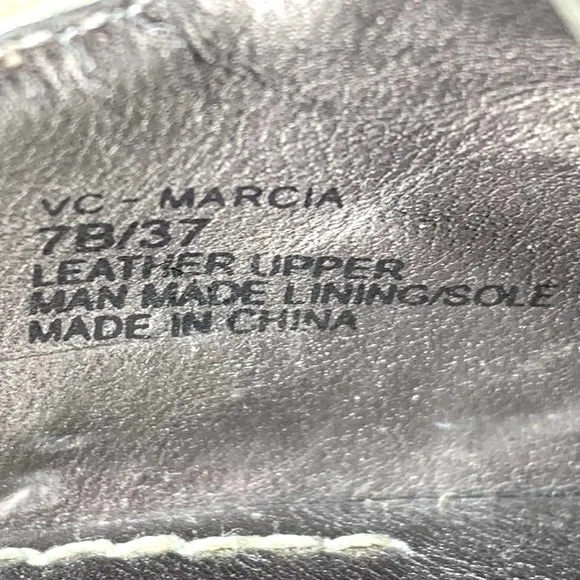 VC - MARCIA
7B/37
LEATHER UPPER
MAN MADE LINING/SOLE
MADE IN CHINA